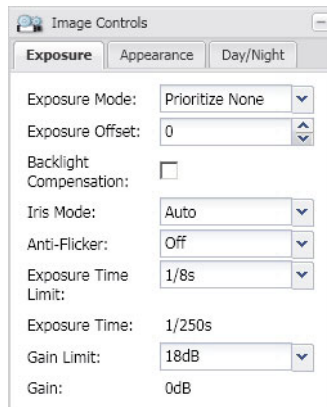 Image Controls
Exposure Appearance Day/Night
Exposure Mode: Prioritize None
Exposure Offset: 0
Backlight
Compensation:
Iris Mode: Auto
Anti-Flicker: Off
Exposure Time 1/8s
Limit:
Exposure Time: 1/250s
Gain Limit: 18dB
Gain: 0dB